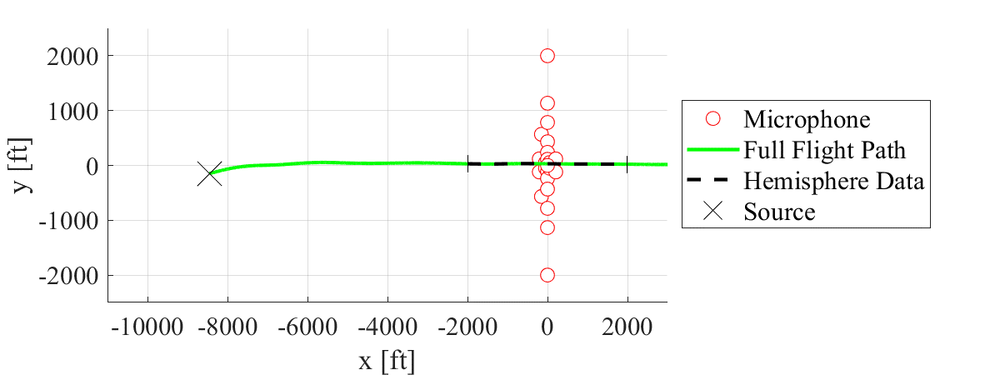 2000
1000
0
-1000
-2000
y [ft]
-10000 -8000 -6000 -4000 -2000 0 2000
x [ft]
Microphone
Full Flight Path
Hemisphere Data
Source